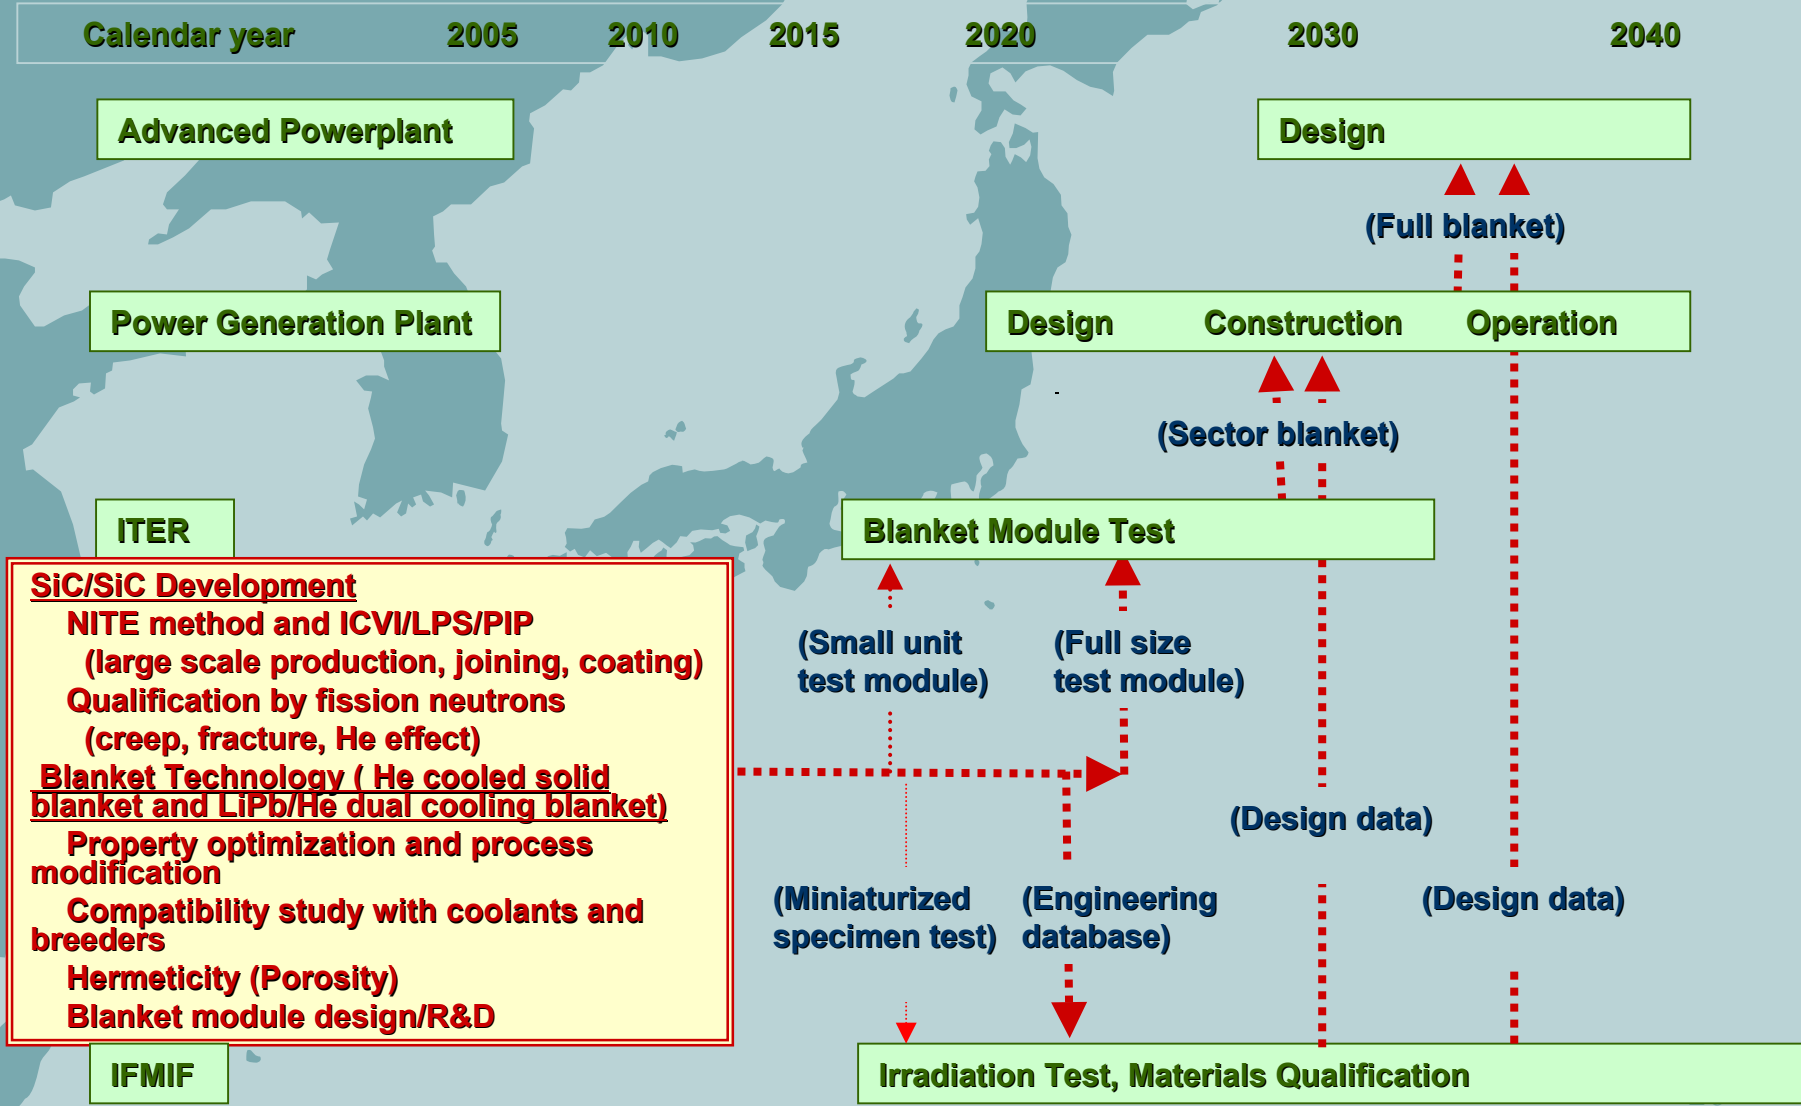 Calendar year 2005 2010 2015 2020 2030 2040
Advanced Powerplant
Design
(Full blanket)
Power Generation Plant
Design Construction Operation
(Sector blanket)
ITER
Blanket Module Test
SiC/SiC Development
NITE method and ICVI/LPS/PIP
(large scale production, joining, coating)
Qualification by fission neutrons
(creep, fracture, He effect)
Blanket Technology ( He cooled solid
blanket and LiPb/He dual cooling blanket)
Property optimization and process
modification
Compatibility study with coolants and
breeders
Hermeticity (Porosity)
Blanket module design/R&D
(Small unit
test module)
(Full size
test module)
(Design data)
(Miniaturized
specimen test)
(Engineering
database)
(Design data)
IFMIF
Irradiation Test, Materials Qualification